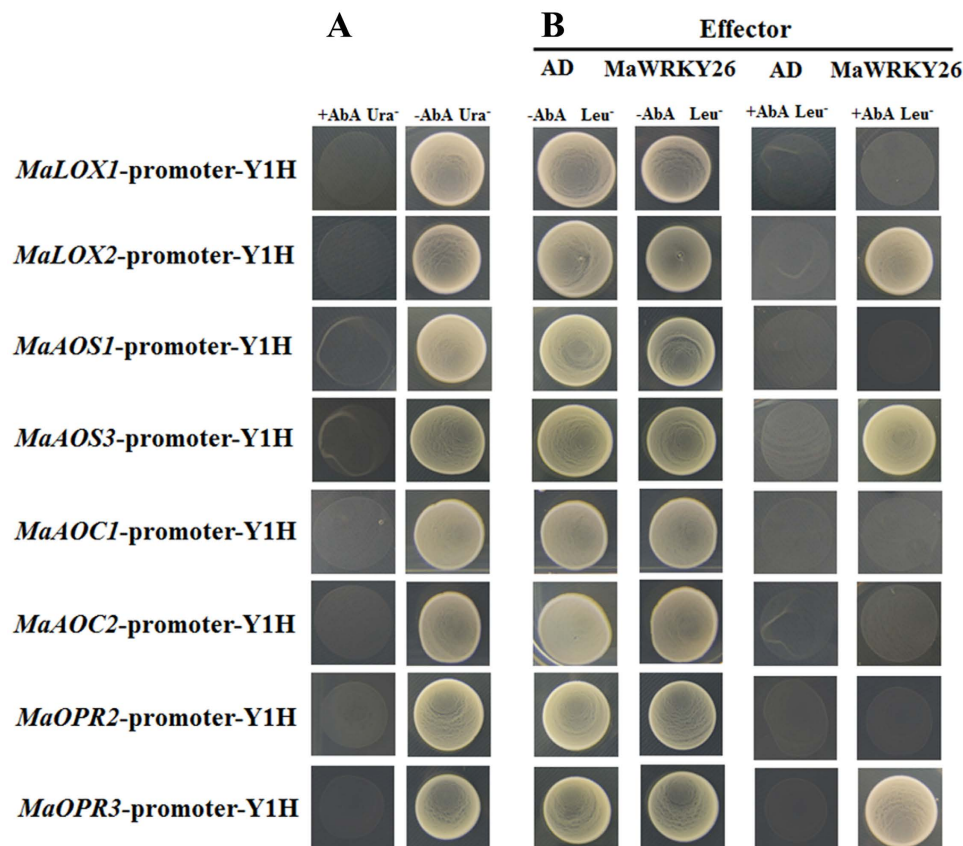 A B
Effector
AD MaWRKY26 AD MaWRKY26
+AbA Ura⁻ -AbA Ura⁻ -AbA Leu⁻ -AbA Leu⁻ +AbA Leu⁻ +AbA Leu⁻
MaLOX1-promoter-Y1H
MaLOX2-promoter-Y1H
MaAOS1-promoter-Y1H
MaAOS3-promoter-Y1H
MaAOC1-promoter-Y1H
MaAOC2-promoter-Y1H
MaOPR2-promoter-Y1H
MaOPR3-promoter-Y1H